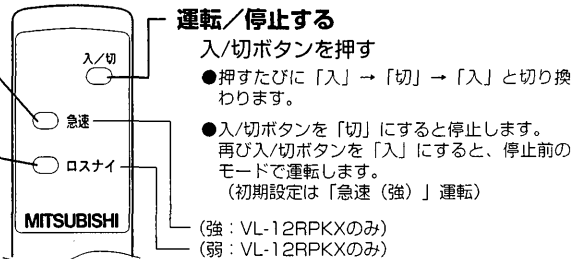 運転／停止する
入/切
入/切ボタンを押す
●押すたびに「入」→「切」→「入」と切り換
わります。
急速
●入/切ボタンを「切」にすると停止します。
再び入/切ボタンを「入」にすると、停止前の
モードで運転します。
（初期設定は「急速（強）」運転）
ロスナイ
MITSUBISHI
（強：VL-12RPKXのみ）
（弱：VL-12RPKXのみ）